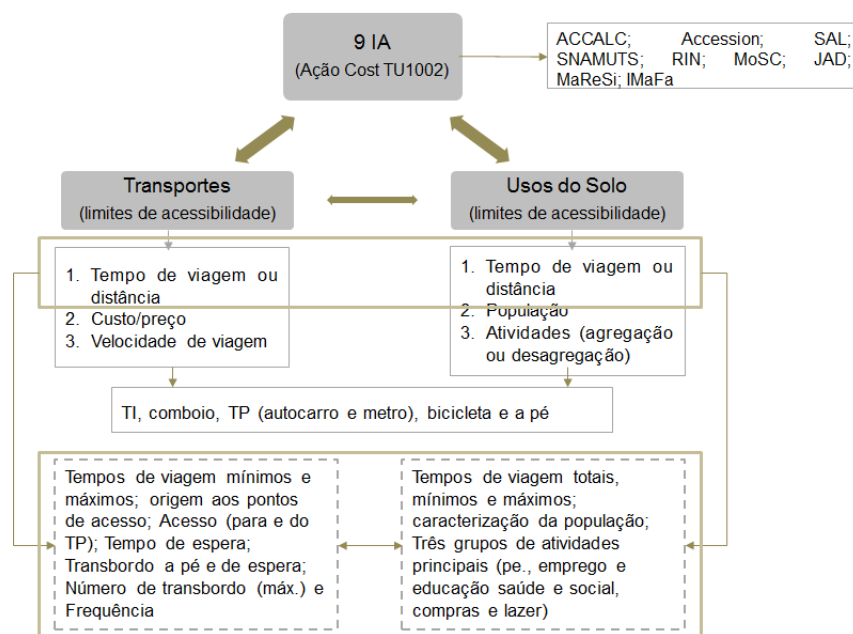 9 IA
(Ação Cost TU1002)
ACCALC; Accession; SAL;
SNAMUTS; RIN; MoSC; JAD;
MaReSi; IMaFa
Transportes
(limites de acessibilidade)
Usos do Solo
(limites de acessibilidade)
1. Tempo de viagem ou
distância
2. Custo/preço
3. Velocidade de viagem
1. Tempo de viagem ou
distância
2. População
3. Atividades (agregação
ou desagregação)
TI, comboio, TP (autocarro e metro), bicicleta e a pé
Tempos de viagem mínimos e
máximos; origem aos pontos
de acesso; Acesso (para e do
TP); Tempo de espera;
Transbordo a pé e de espera;
Número de transbordo (máx.) e
Frequência
Tempos de viagem totais,
mínimos e máximos;
caracterização da população;
Três grupos de atividades
principais (pe., emprego e
educação saúde e social,
compras e lazer)